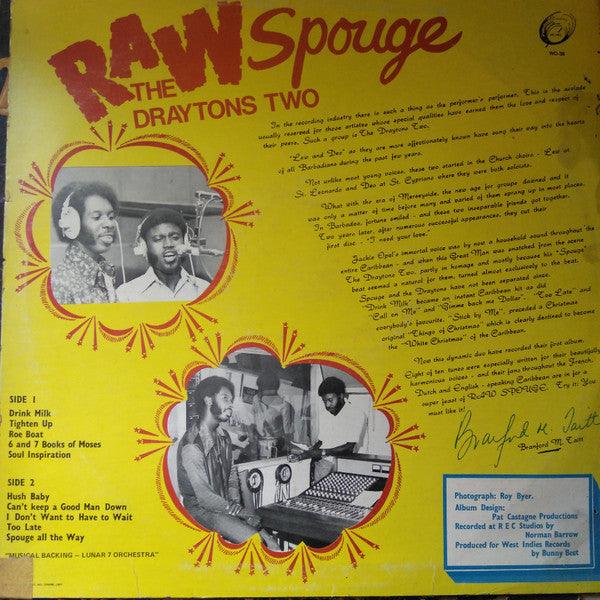 RAW Spouge
THE
DRAYTONS TWO
WO-38
In the recording industry there is such a thing as the performer's performer. This is the accolade
usually reserved for those artistes whose special qualities have earned them the love and respect of
their peers. Such a group is The Draytons Two.
"Lew and Deo" as they are more affectionately known have sung their way into the hearts
of all Barbadians during the past few years.
Not unlike most young voices, these two started in the Church choirs - Lew at
St. Leonards and Deo at St. Cyprians where they were both soloists.
What with the era of Merseyside, the new age for groups dawned and it
was only a matter of time before many and varied of them sprang up in most places.
In Barbados, fortune smiled - and these two inseparable friends got together.
Two years later, after numerous successful appearances, they cut their
first disc - "I need your love."
Jackie Opel's immortal voice was by now a household sound throughout the
entire Caribbean - and when this Great Man was snatched from the scene
The Draytons Two, partly in homage and mostly because his "Spouge"
beat seemed a natural for them, turned almost exclusively to the beat.
Spouge and the Draytons have not been separated since.
"Drink Milk" became an instant Caribbean hit as did
"Call on Me" and "Gimme back me Dollar". "Too Late" and
everybody's favourite, "Stick by Me", preceded a Christmas
original "Things of Christmas" which is clearly destined to become
the "White Christmas" of the Caribbean.
Now this dynamic duo have recorded their first album.
Eight of ten tunes were especially written for their beautifully
harmonious voices - and their fans throughout the French,
Dutch and English - speaking Caribbean are in for a
super feast of RAW SPOUGE. Try it! You
must like it!
Branford M. Taitt
Branford M. Taitt
SIDE 1
Drink Milk
Tighten Up
Roe Boat
6 and 7 Books of Moses
Soul Inspiration
SIDE 2
Hush Baby
Can't keep a Good Man Down
I Don't Want to Have to Wait
Too Late
Spouge all the Way
"MUSICAL BACKING — LUNAR 7 ORCHESTRA"
Photograph: Roy Byer.
Album Design:
Pat Castagne Productions
Recorded at R E C Studios by
Norman Barrow
Produced for West Indies Records
by Bunny Best